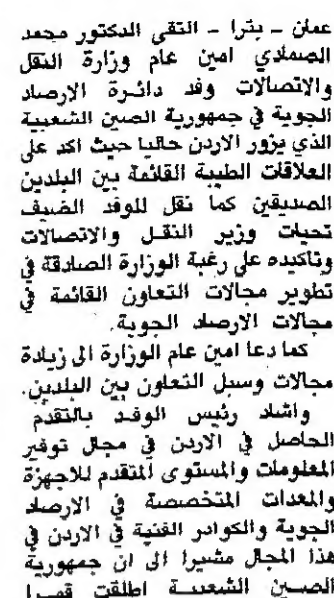 عمان - بترا - التقى الدكتور محمد
الصمادي امين عام وزارة النقل
والاتصالات وفد دائرة الارصاد
الجوية في جمهورية الصين الشعبية
الذي يزور الاردن حاليا حيث اكد على
العلاقات الطيبة القائمة بين البلدين
الصديقين كما نقل للوفد الضيف
تحيات وزير النقل والاتصالات
وتاكيده على رغبة الوزارة الصادقة في
تطوير مجالات التعاون القائمة في
مجالات الارصاد الجوية.
كما دعا امين عام الوزارة الى زيادة
مجالات وسبل التعاون بين البلدين.
واشاد رئيس الوفد بالتقدم
الحاصل في الاردن في مجال توفير
المعلومات والمستوى المتقدم للاجهزة
والمعدات المتخصصة في الارصاد
الجوية والكوادر الفنية في الاردن في
هذا المجال مشيرا الى ان جمهورية
الصين الشعبية اطلقت قمرا